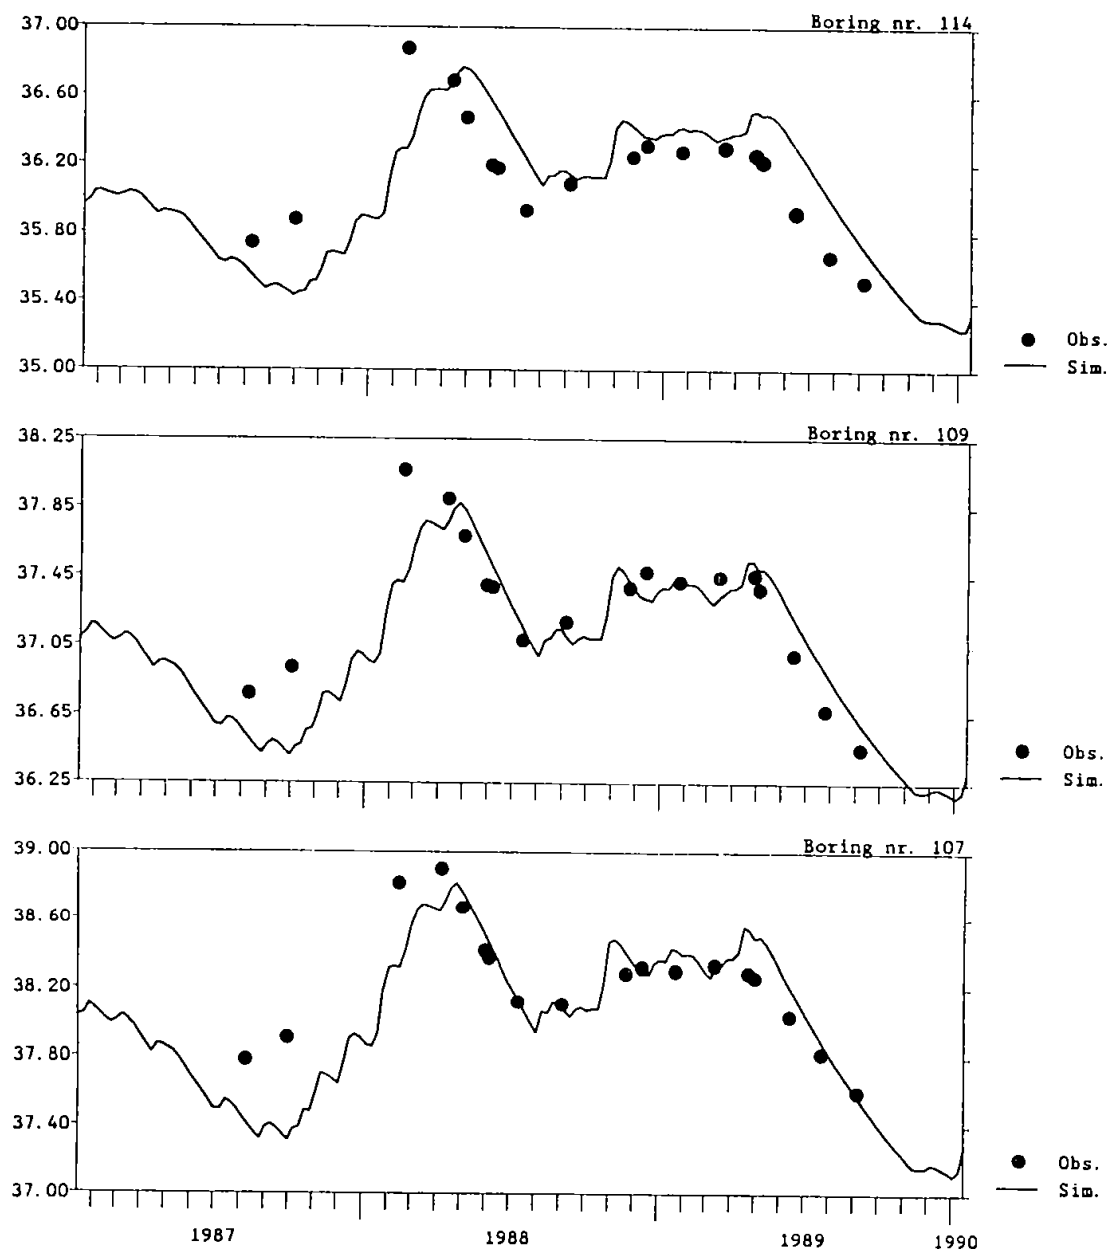 Boring nr. 114
37.00
36.60
36.20
35.80
35.40
35.00
Obs.
Sim.
Boring nr. 109
38.25
37.85
37.45
37.05
36.65
36.25
Obs.
Sim.
Boring nr. 107
39.00
38.60
38.20
37.80
37.40
37.00
Obs.
Sim.
1987 1988 1989 1990